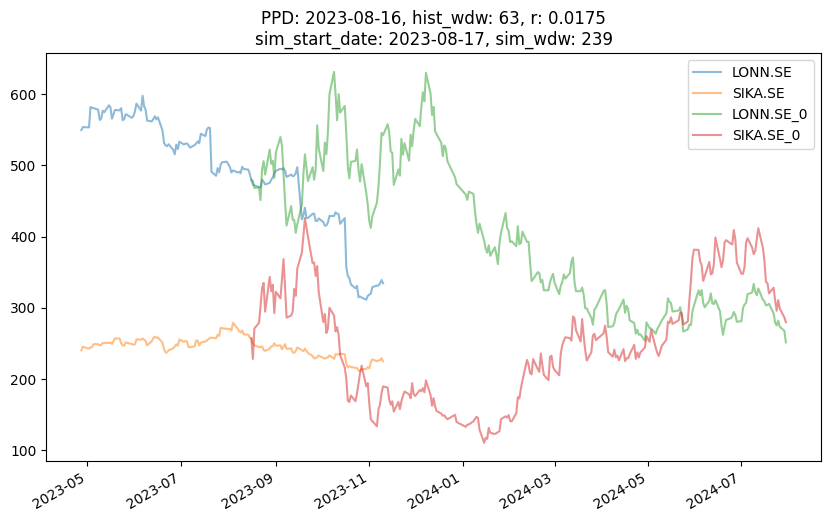 PPD: 2023-08-16, hist_wdw: 63, r: 0.0175
sim_start_date: 2023-08-17, sim_wdw: 239
LONN.SE
SIKA.SE
LONN.SE_0
SIKA.SE_0
600
500
400
300
200
100
2023-05
2023-07
2023-09
2023-11
2024-01
2024-03
2024-05
2024-07